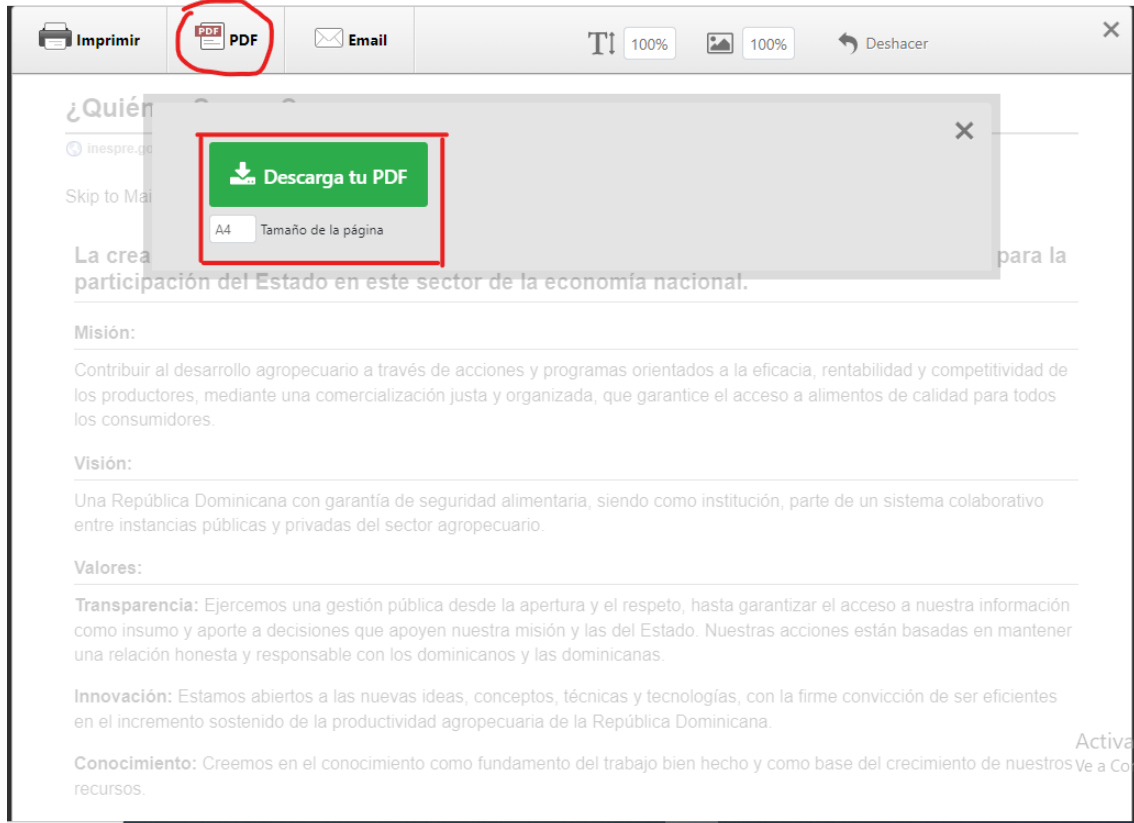 Imprimir
PDF
PDF
Email
100%
100%
Deshacer
¿Quién
inespre.go
Skip to Mai
Descarga tu PDF
A4 Tamaño de la página
La crea para la
participación del Estado en este sector de la economía nacional.
Misión:
Contribuir al desarrollo agropecuario a través de acciones y programas orientados a la eficacia, rentabilidad y competitividad de
los productores, mediante una comercialización justa y organizada, que garantice el acceso a alimentos de calidad para todos
los consumidores.
Visión:
Una República Dominicana con garantía de seguridad alimentaria, siendo como institución, parte de un sistema colaborativo
entre instancias públicas y privadas del sector agropecuario.
Valores:
Transparencia: Ejercemos una gestión pública desde la apertura y el respeto, hasta garantizar el acceso a nuestra información
como insumo y aporte a decisiones que apoyen nuestra misión y las del Estado. Nuestras acciones están basadas en mantener
una relación honesta y responsable con los dominicanos y las dominicanas.
Innovación: Estamos abiertos a las nuevas ideas, conceptos, técnicas y tecnologías, con la firme convicción de ser eficientes
en el incremento sostenido de la productividad agropecuaria de la República Dominicana.
Activa
Conocimiento: Creemos en el conocimiento como fundamento del trabajo bien hecho y como base del crecimiento de nuestros
Ve a Co
recursos.